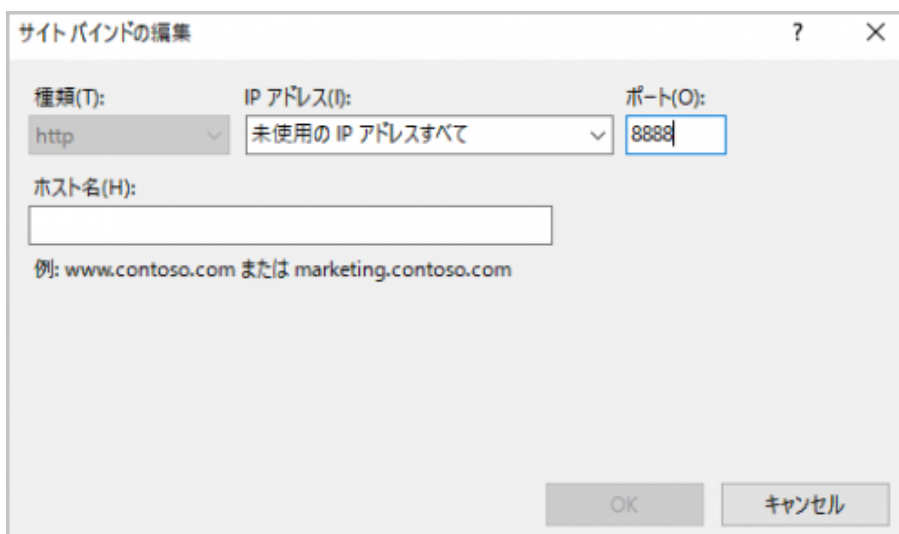 サイト バインドの編集 ?
種類(T): IP アドレス(I): ポート(O):
http 未使用の IP アドレスすべて 8888
ホスト名(H):
例: www.contoso.com または marketing.contoso.com
OK キャンセル